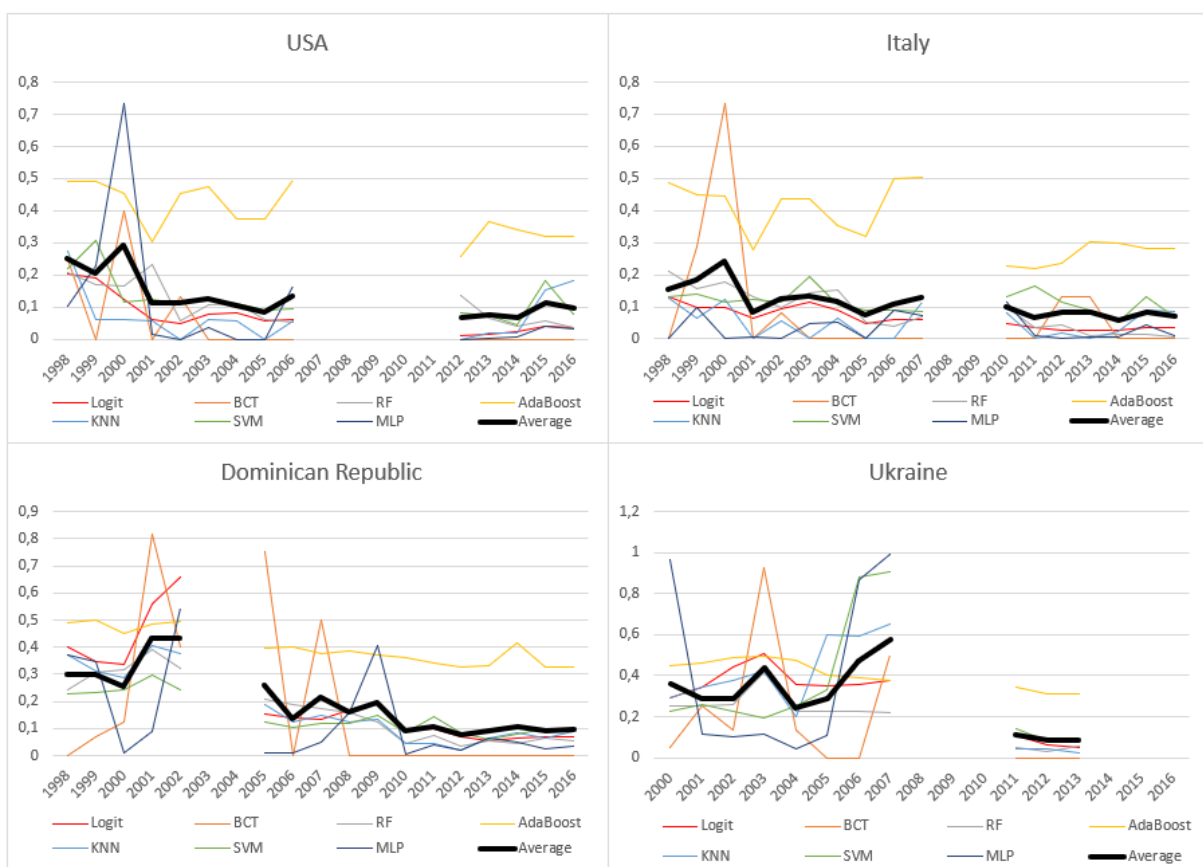 USA
0,8
0,7
0,6
0,5
0,4
0,3
0,2
0,1
0
1998 1999 2000 2001 2002 2003 2004 2005 2006 2007 2008 2009 2010 2011 2012 2013 2014 2015 2016
Logit BCT RF AdaBoost
KNN SVM MLP Average
Italy
0,8
0,7
0,6
0,5
0,4
0,3
0,2
0,1
0
1998 1999 2000 2001 2002 2003 2004 2005 2006 2007 2008 2009 2010 2011 2012 2013 2014 2015 2016
Logit BCT RF AdaBoost
KNN SVM MLP Average
Dominican Republic
0,9
0,8
0,7
0,6
0,5
0,4
0,3
0,2
0,1
0
1998 1999 2000 2001 2002 2003 2004 2005 2006 2007 2008 2009 2010 2011 2012 2013 2014 2015 2016
Logit BCT RF AdaBoost
KNN SVM MLP Average
Ukraine
1,2
1
0,8
0,6
0,4
0,2
0
2000 2001 2002 2003 2004 2005 2006 2007 2008 2009 2010 2011 2012 2013 2014 2015 2016
Logit BCT RF AdaBoost
KNN SVM MLP Average